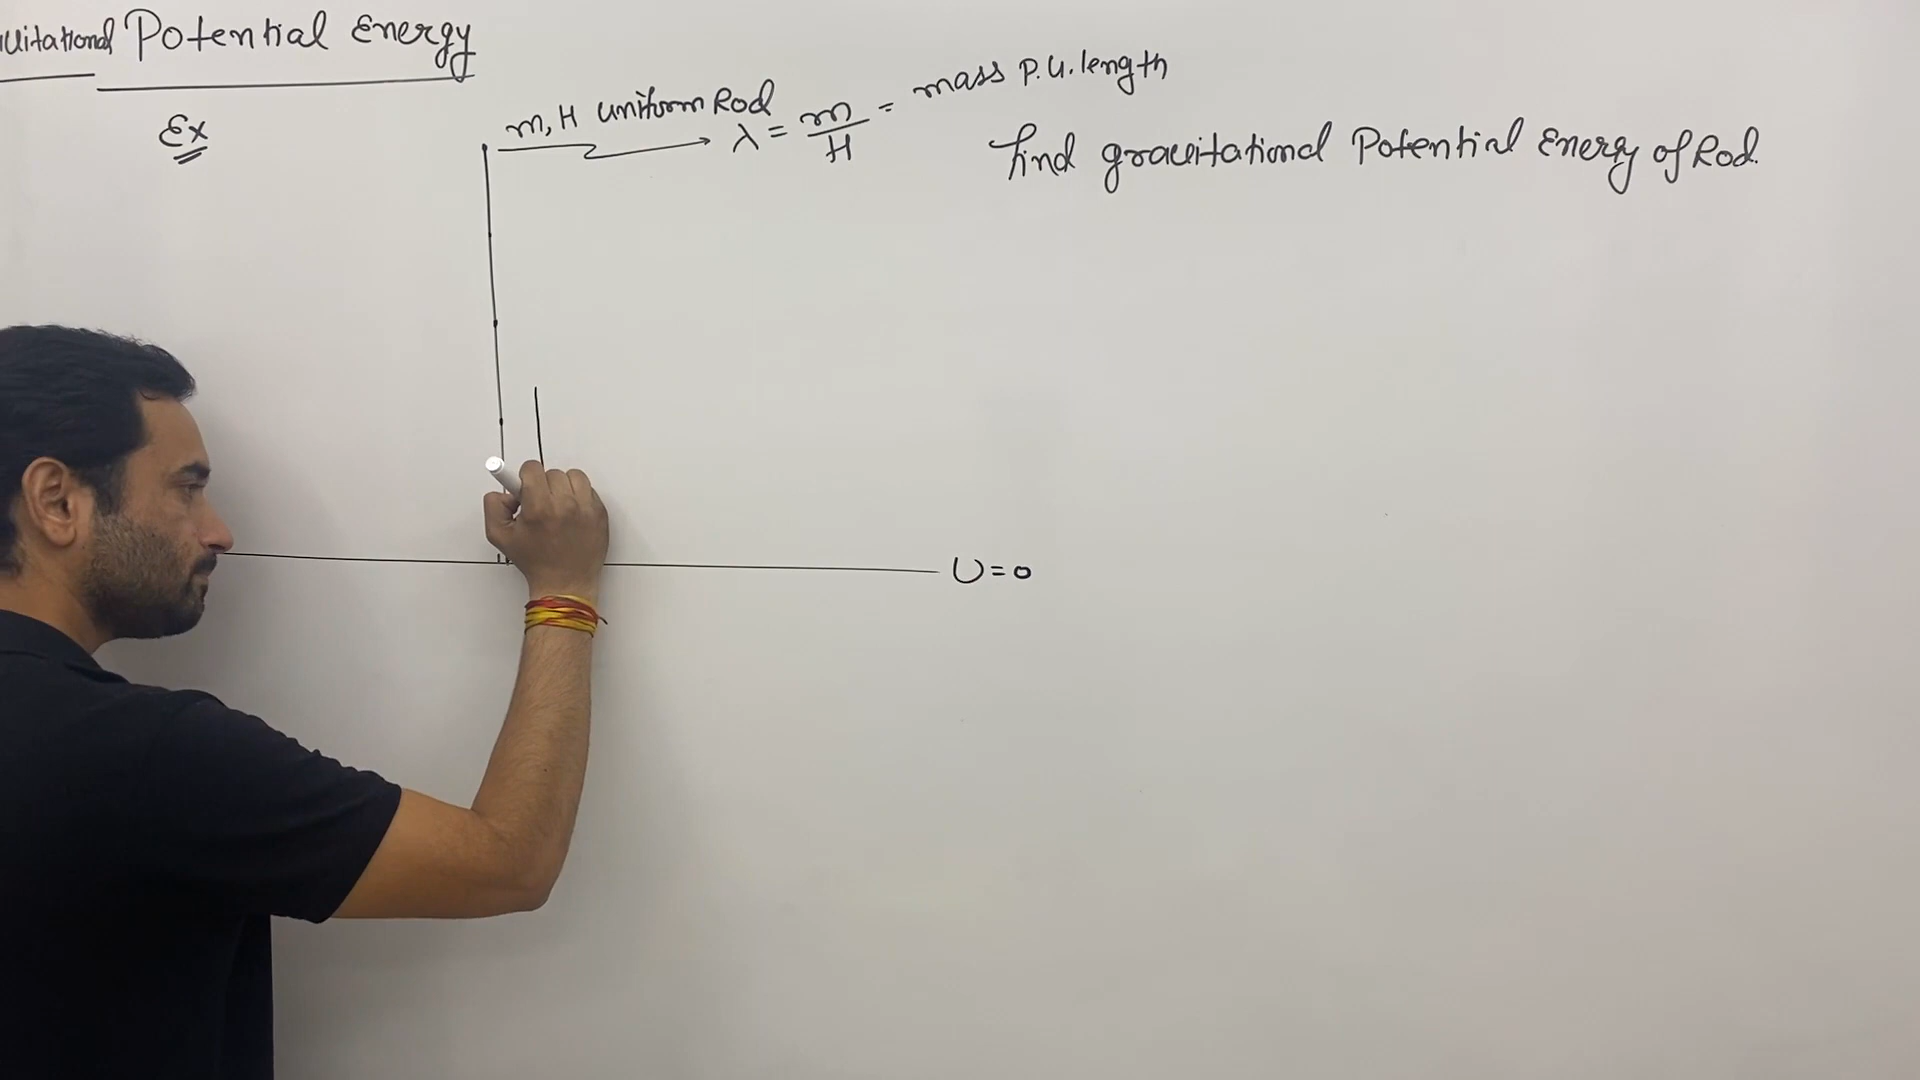 Potential Energy
Ex
m, H uniform Rod λ = m/H = mass P.U. length
find gravitational Potential Energy of Rod.
U = 0